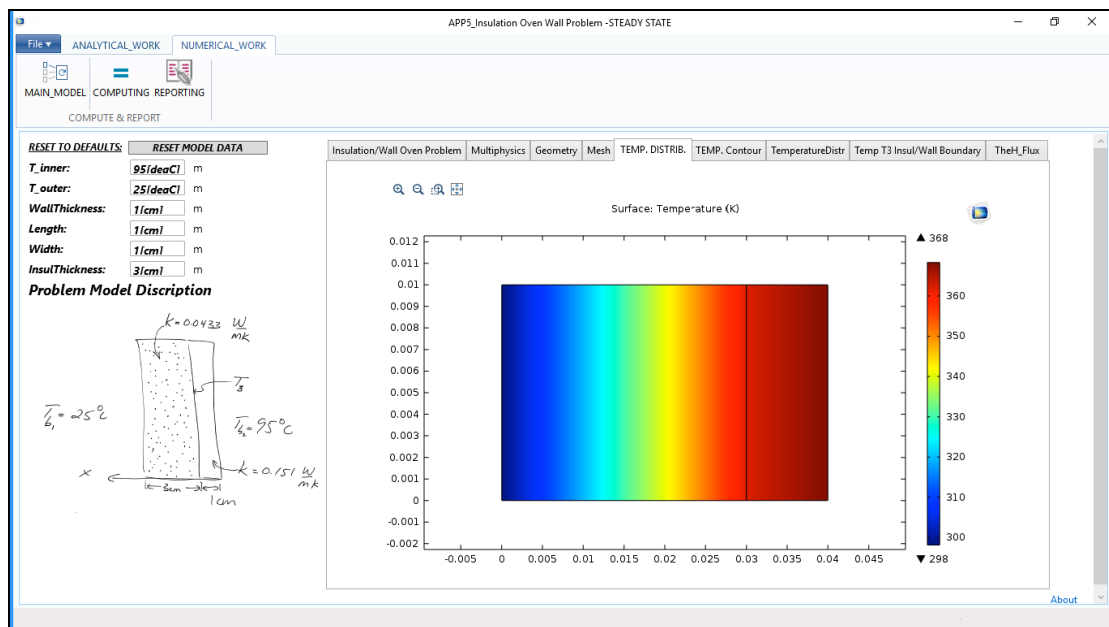 APP5_Insulation Oven Wall Problem -STEADY STATE
File ANALYTICAL_WORK NUMERICAL_WORK
MAIN_MODEL COMPUTING REPORTING
COMPUTE & REPORT
RESET TO DEFAULTS: RESET MODEL DATA
T_inner: 95[degC] m
T_outer: 25[degC] m
WallThickness: 1[cm] m
Length: 1[cm] m
Width: 1[cm] m
InsulThickness: 3[cm] m
Problem Model Discription
k=0.0433 W/mk
T3
Tb1 = 25°C
Tb2 = 95°C
x
k=0.151 W/mk
3cm
1cm
Insulation/Wall Oven Problem Multiphysics Geometry Mesh TEMP. DISTRIB. TEMP. Contour TemperatureDistr Temp T3 Insul/Wall Boundary TheH_Flux
Surface: Temperature (K)
0.012
0.011
0.01
0.009
0.008
0.007
0.006
0.005
0.004
0.003
0.002
0.001
0
-0.001
-0.002
-0.005 0 0.005 0.01 0.015 0.02 0.025 0.03 0.035 0.04 0.045
▲ 368
360
350
340
330
320
310
300
▼ 298
About